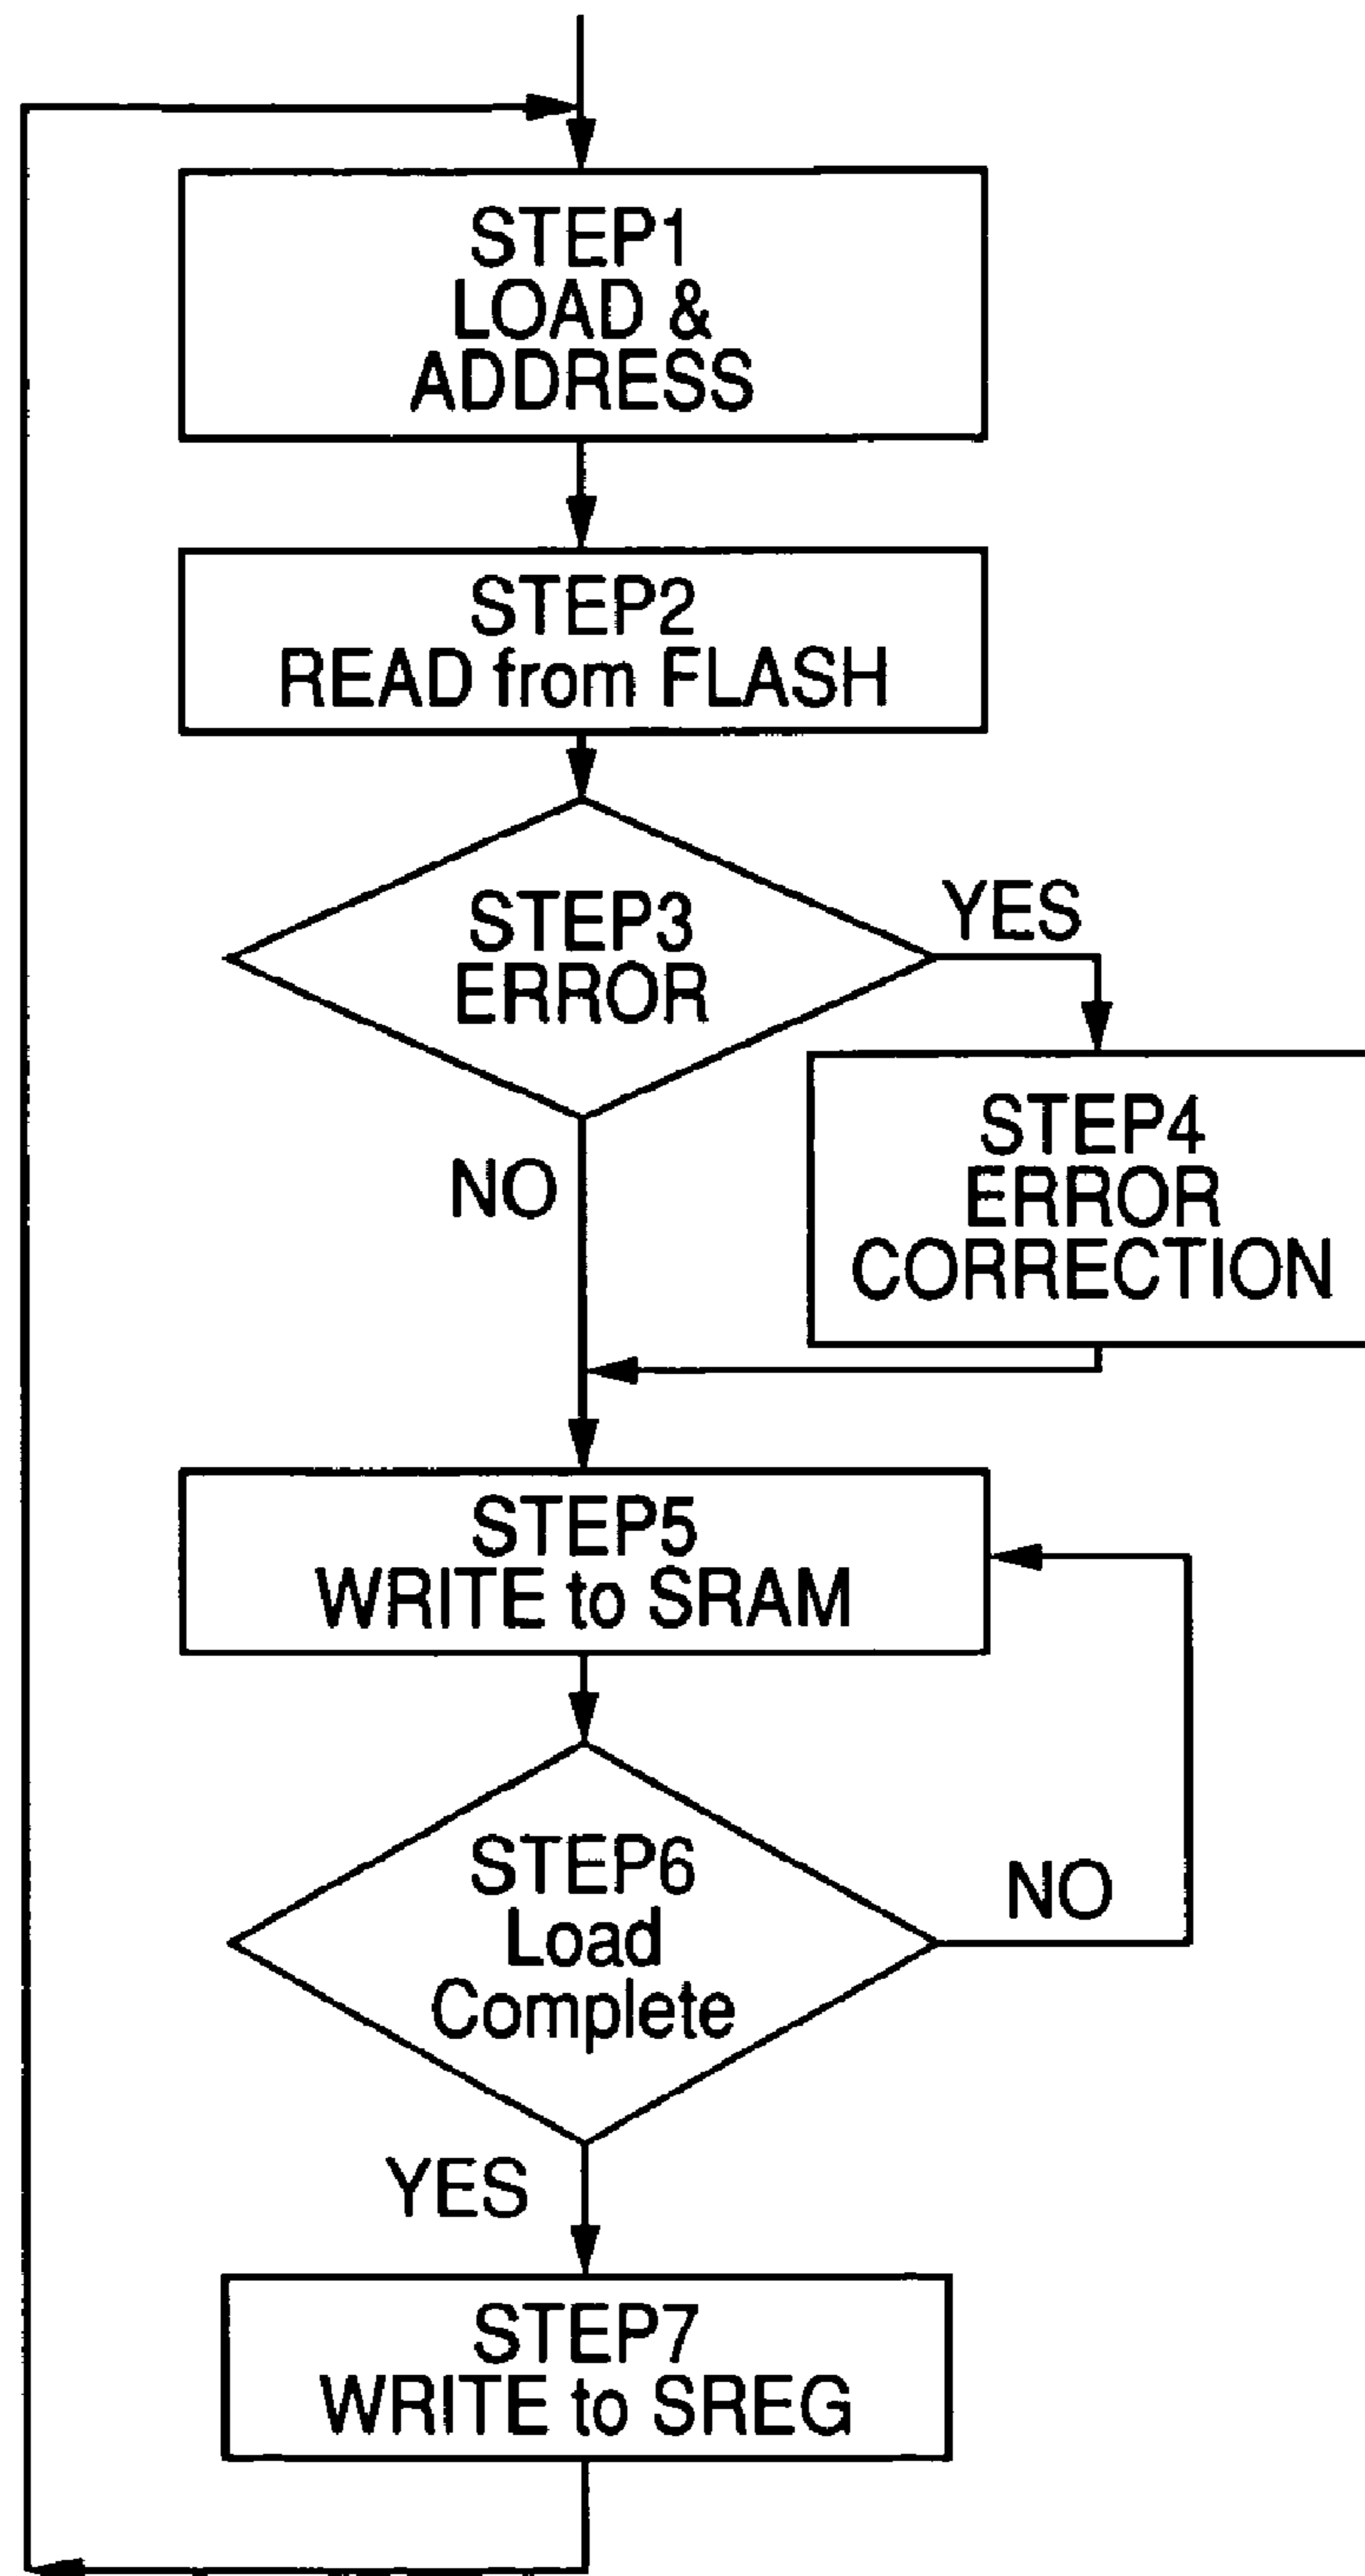 STEP1
LOAD &
ADDRESS
STEP2
READ from FLASH
STEP3
ERROR
YES
NO
STEP4
ERROR
CORRECTION
STEP5
WRITE to SRAM
STEP6
Load
Complete
NO
YES
STEP7
WRITE to SREG